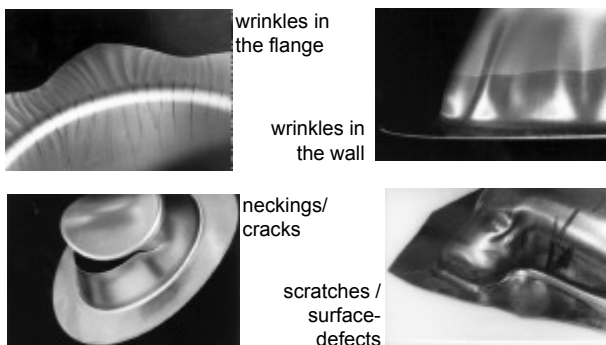 wrinkles in
the flange
wrinkles in
the wall
neckings/
cracks
scratches /
surface-
defects